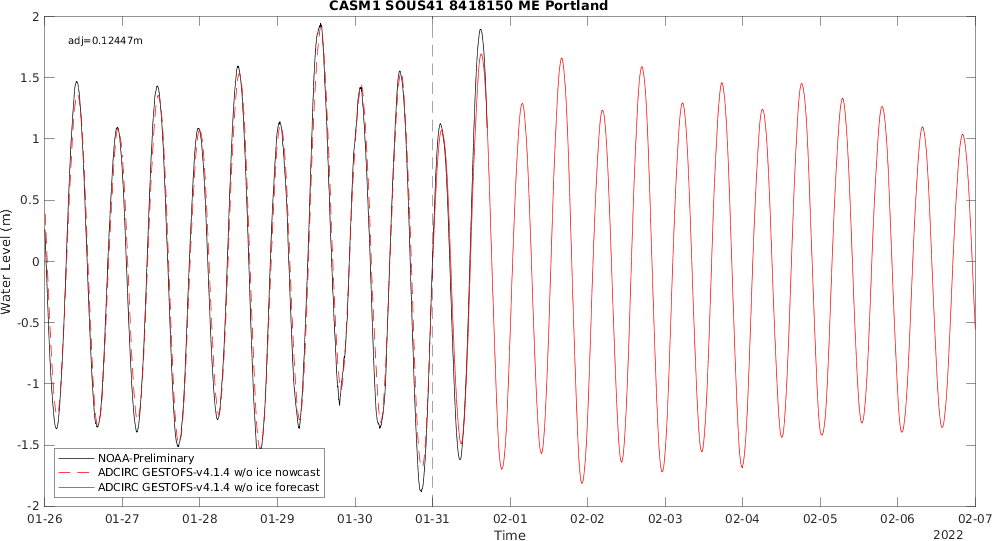 CASM1 SOUS41 8418150 ME Portland
adj=0.12447m
Water Level (m)
2
1.5
1
0.5
0
-0.5
-1
-1.5
-2
NOAA-Preliminary
ADCIRC GESTOFS-v4.1.4 w/o ice nowcast
ADCIRC GESTOFS-v4.1.4 w/o ice forecast
01-26 01-27 01-28 01-29 01-30 01-31 02-01 02-02 02-03 02-04 02-05 02-06 02-07
Time
2022